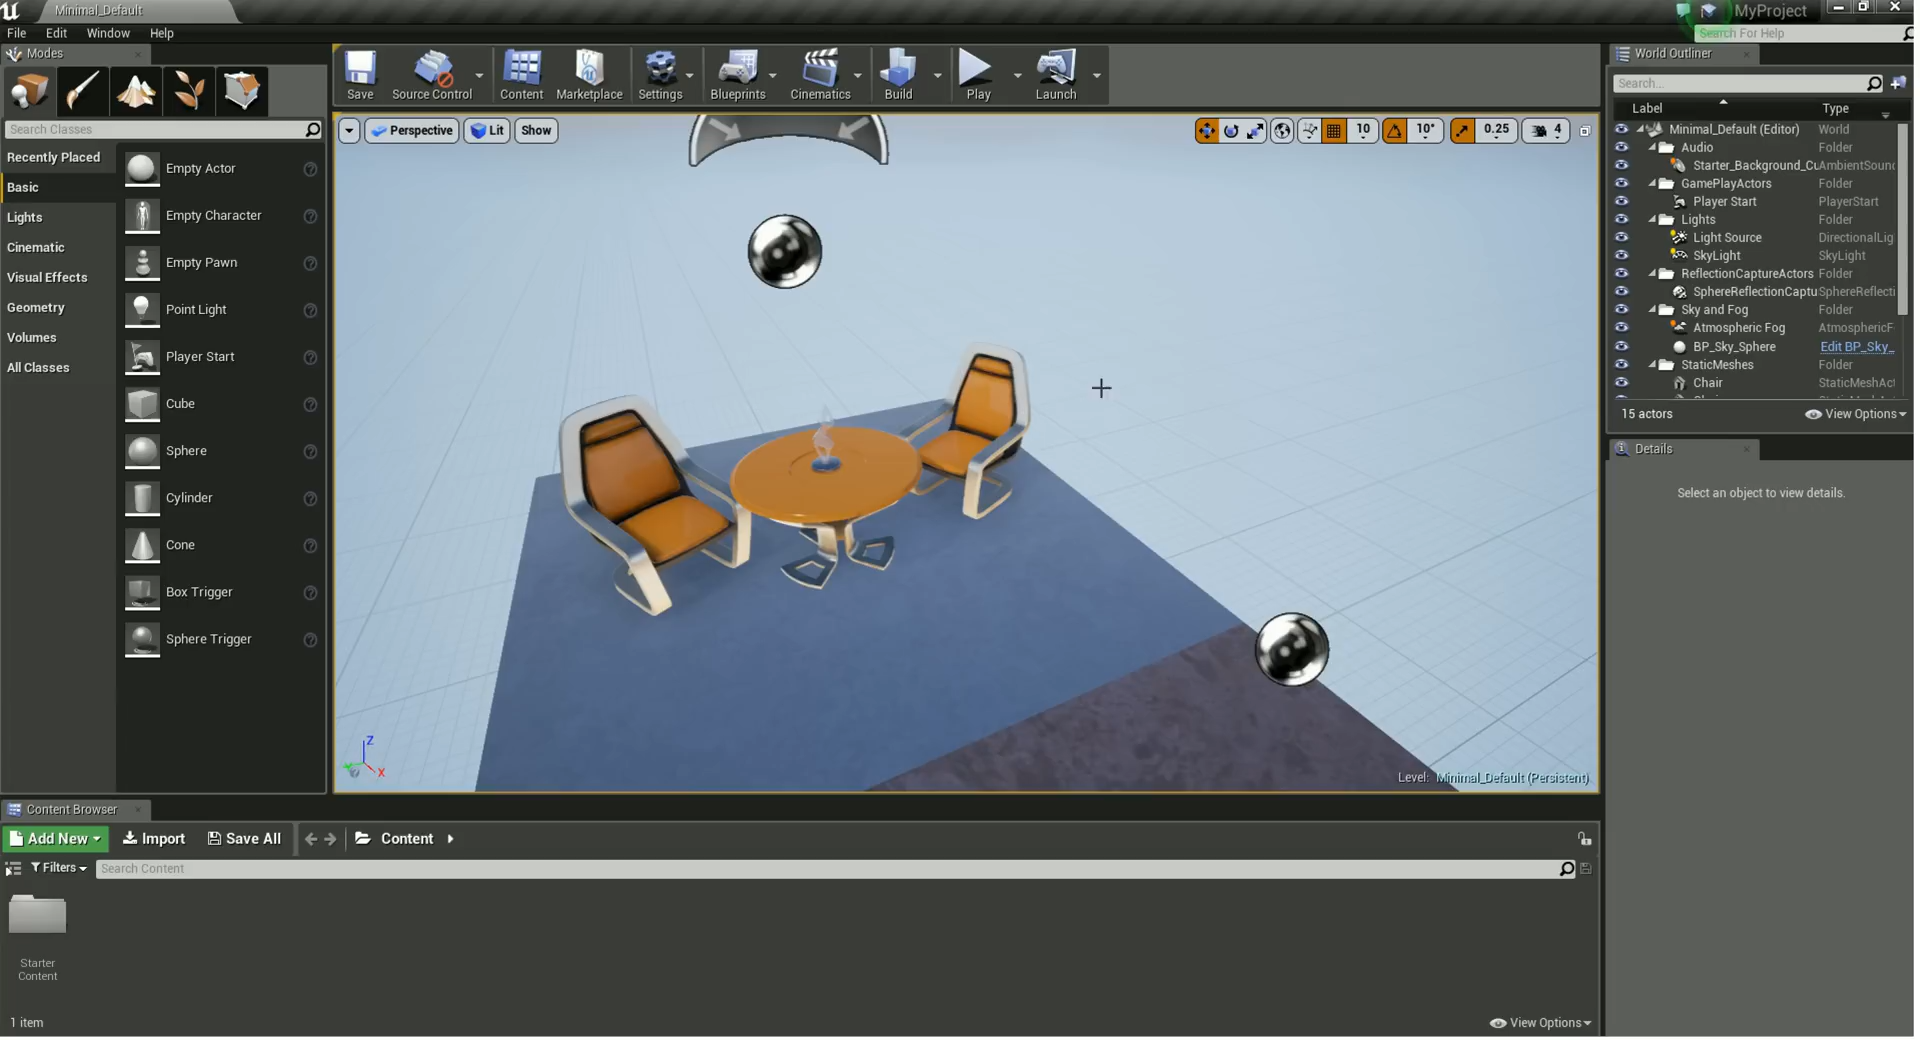 Minimal_Default
MyProject
File Edit Window Help
Search For Help
Modes
Save Source Control Content Marketplace Settings Blueprints Cinematics Build Play Launch
World Outliner
Search...
Label Type
Search Classes
Perspective Lit Show
10 10° 0.25 4
Recently Placed
Basic
Lights
Cinematic
Visual Effects
Geometry
Volumes
All Classes
Empty Actor
Empty Character
Empty Pawn
Point Light
Player Start
Cube
Sphere
Cylinder
Cone
Box Trigger
Sphere Trigger
Minimal_Default (Editor) World
Audio Folder
Starter_Background_Cu AmbientSound
GamePlayActors Folder
Player Start PlayerStart
Lights Folder
Light Source DirectionalLig
SkyLight SkyLight
ReflectionCaptureActors Folder
SphereReflectionCaptu SphereReflecti
Sky and Fog Folder
Atmospheric Fog AtmosphericF
BP_Sky_Sphere Edit BP_Sky_
StaticMeshes Folder
Chair StaticMeshAct
15 actors View Options
Details
Select an object to view details.
Z
X
Level: Minimal_Default (Persistent)
Content Browser
Add New Import Save All Content
Filters Search Content
Starter
Content
1 item View Options